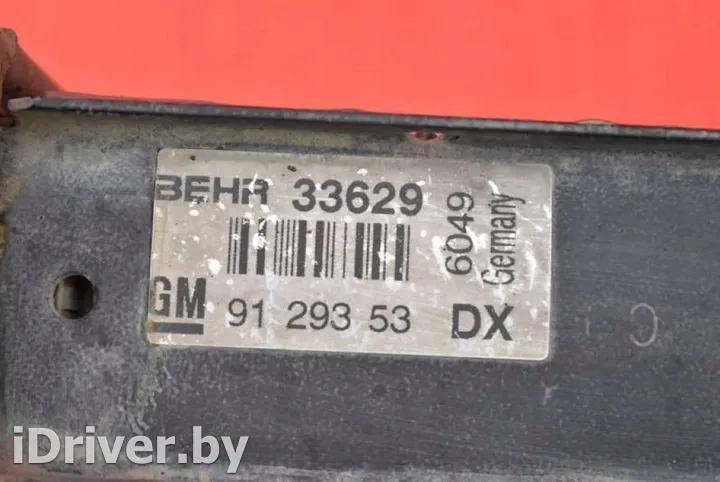 BEHR 33629
6049
Germany
GM
91 293 53 DX
iDriver.by